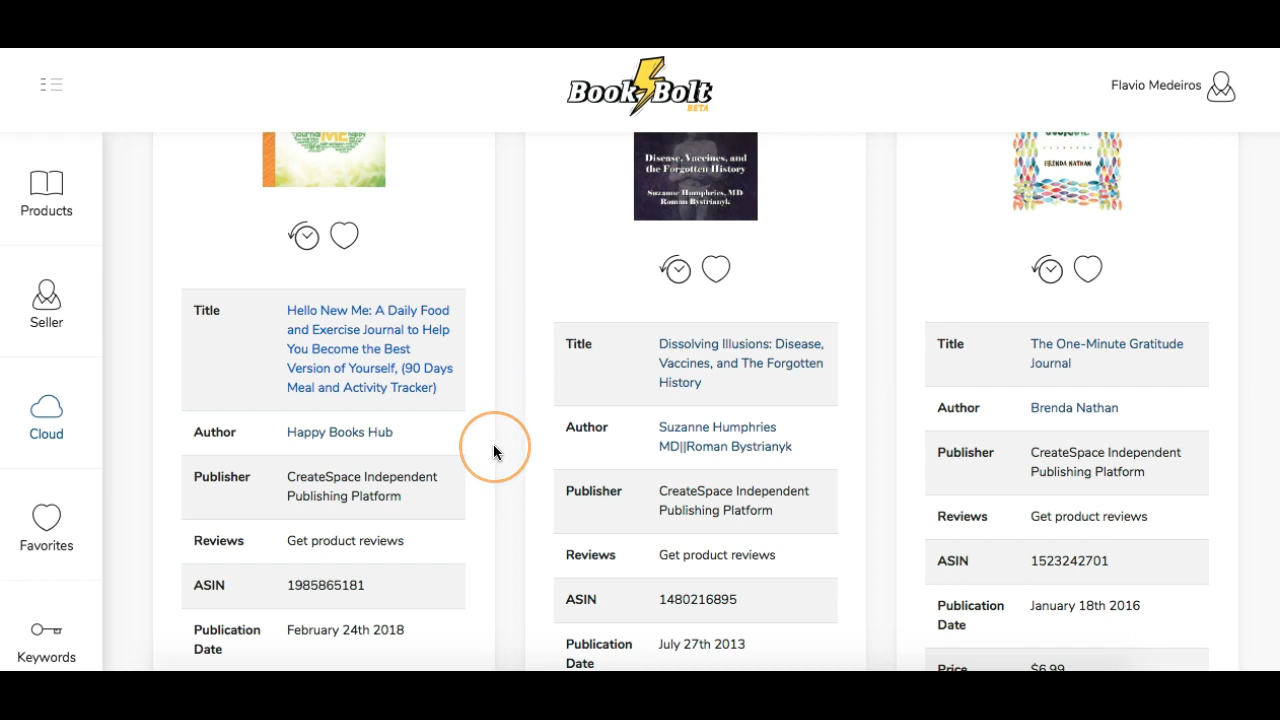 Book Bolt
BETA
Flavio Medeiros
Products
Seller
Cloud
Favorites
Keywords
Journal ME happy
Title Hello New Me: A Daily Food
and Exercise Journal to Help
You Become the Best
Version of Yourself, (90 Days
Meal and Activity Tracker)
Author Happy Books Hub
Publisher CreateSpace Independent
Publishing Platform
Reviews Get product reviews
ASIN 1985865181
Publication February 24th 2018
Date
Disease, Vaccines, and
the Forgotten History
Suzanne Humphries, MD
Roman Bystrianyk
Title Dissolving Illusions: Disease,
Vaccines, and The Forgotten
History
Author Suzanne Humphries
MD||Roman Bystrianyk
Publisher CreateSpace Independent
Publishing Platform
Reviews Get product reviews
ASIN 1480216895
Publication July 27th 2013
Date
BRENDA NATHAN
Title The One-Minute Gratitude
Journal
Author Brenda Nathan
Publisher CreateSpace Independent
Publishing Platform
Reviews Get product reviews
ASIN 1523242701
Publication January 18th 2016
Date
Price $6.99